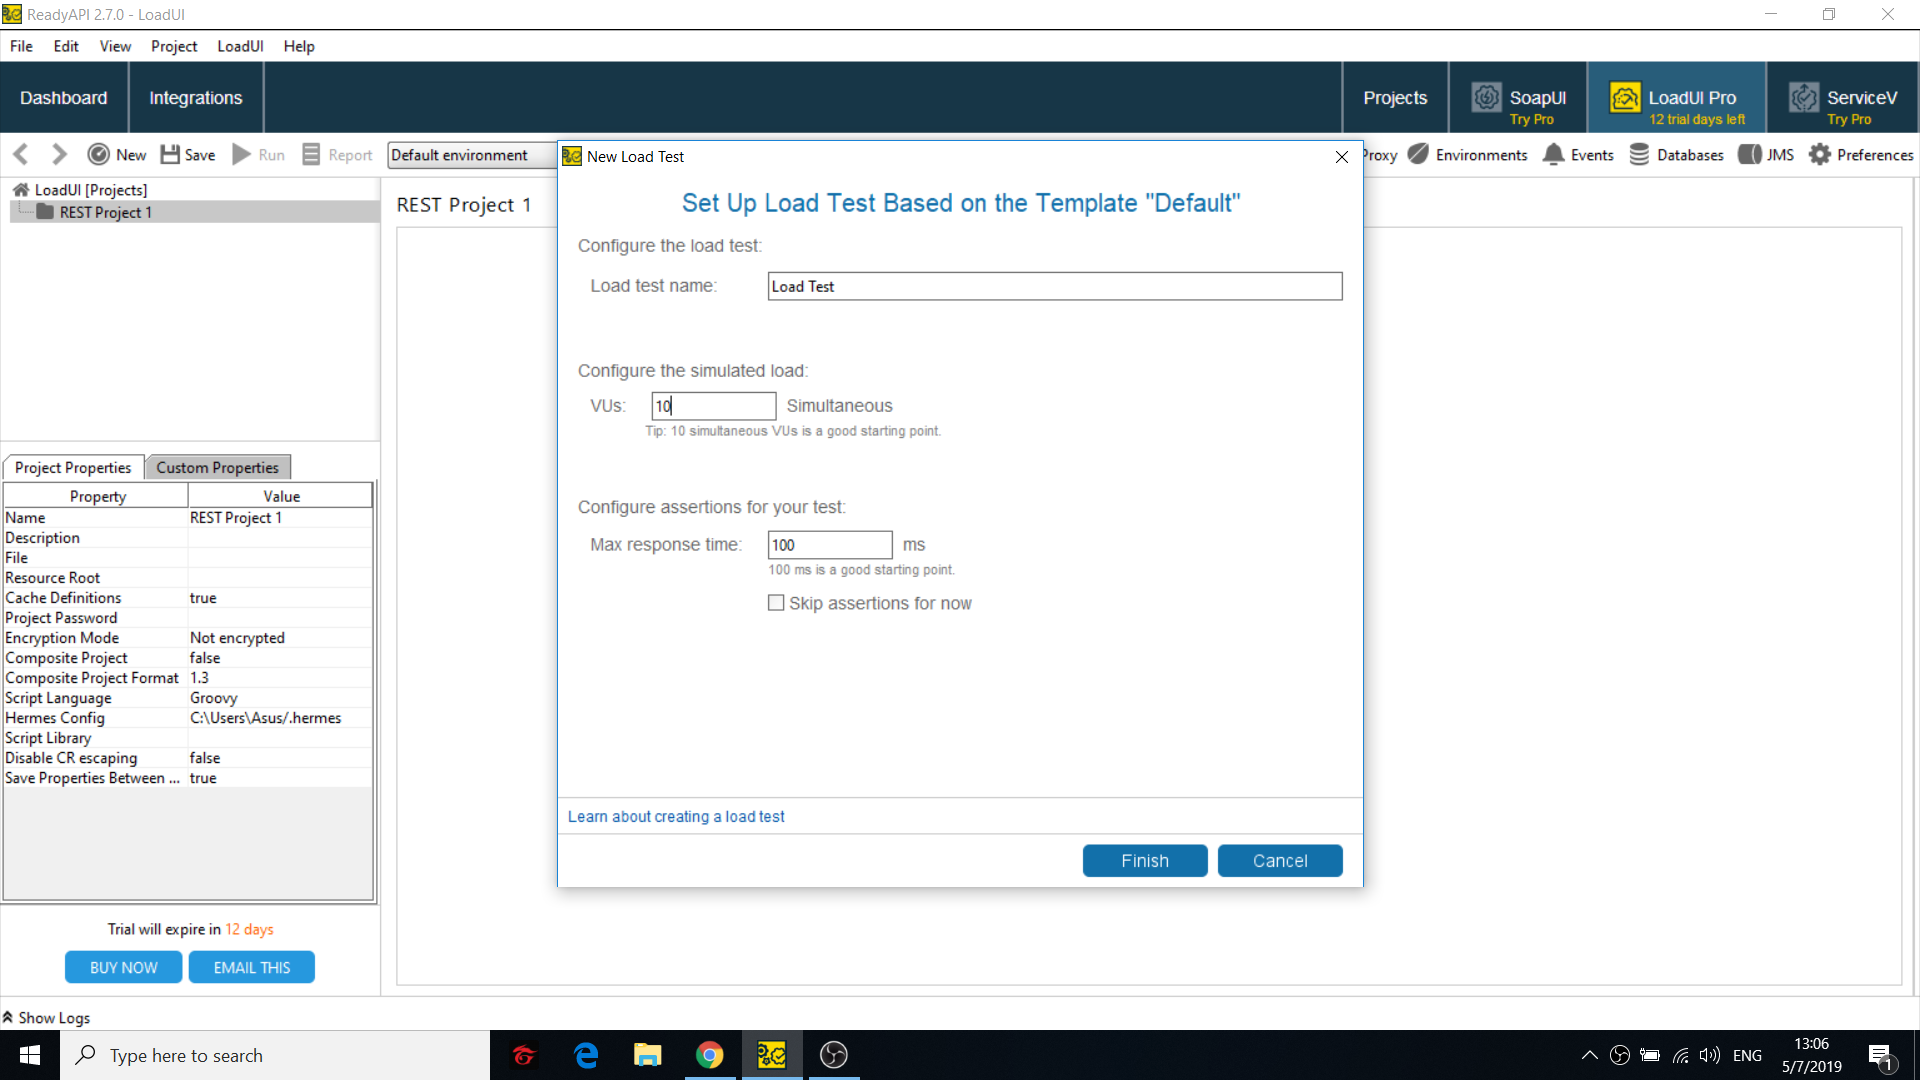 ReadyAPI 2.7.0 - LoadUI
File Edit View Project LoadUI Help
Dashboard Integrations Projects SoapUI Try Pro LoadUI Pro 12 trial days left ServiceV Try Pro
New Save Run Report Default environment Proxy Environments Events Databases JMS Preferences
LoadUI [Projects]
REST Project 1
REST Project 1
New Load Test
Set Up Load Test Based on the Template "Default"
Configure the load test:
Load test name: Load Test
Configure the simulated load:
VUs: 10 Simultaneous
Tip: 10 simultaneous VUs is a good starting point.
Configure assertions for your test:
Max response time: 100 ms
100 ms is a good starting point.
Skip assertions for now
Learn about creating a load test
Finish Cancel
Project Properties Custom Properties
Property Value
Name REST Project 1
Description
File
Resource Root
Cache Definitions true
Project Password
Encryption Mode Not encrypted
Composite Project false
Composite Project Format 1.3
Script Language Groovy
Hermes Config C:\Users\Asus/.hermes
Script Library
Disable CR escaping false
Save Properties Between ... true
Trial will expire in 12 days
BUY NOW EMAIL THIS
Show Logs
Type here to search
ENG
13:06
5/7/2019
1